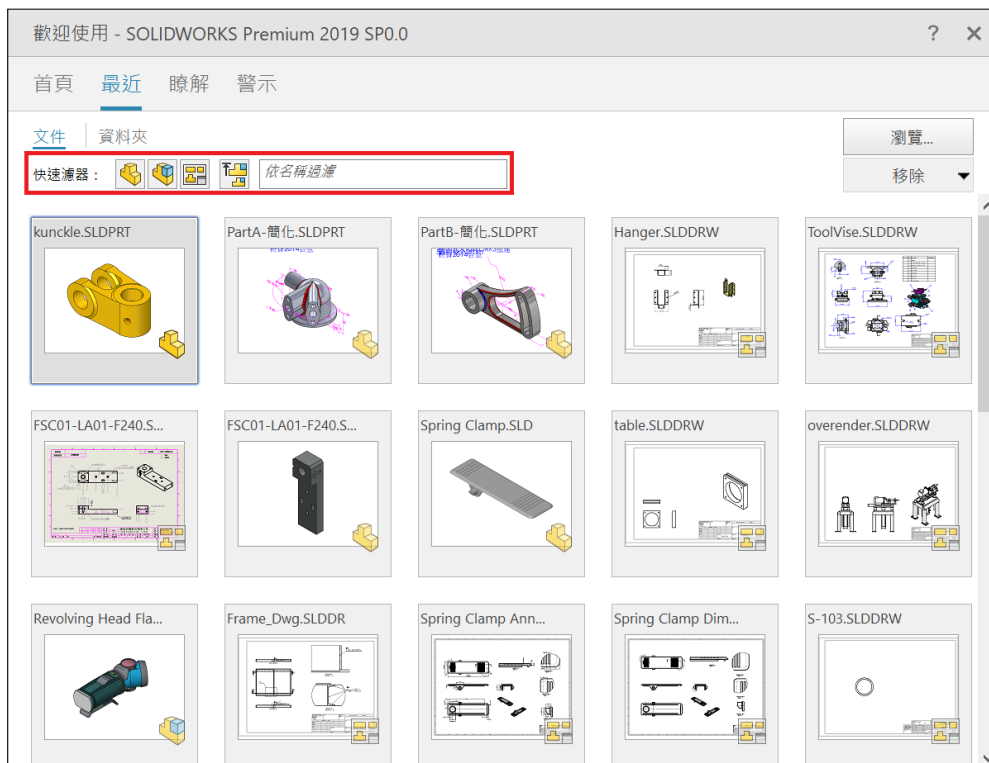 歡迎使用 - SOLIDWORKS Premium 2019 SP0.0
?
首頁 最近 瞭解 警示
文件 資料夾
瀏覽...
快速濾器：
依名稱過濾
移除
kunckle.SLDPRT
PartA-簡化.SLDPRT
PartB-簡化.SLDPRT
Hanger.SLDDRW
ToolVise.SLDDRW
FSC01-LA01-F240.S...
FSC01-LA01-F240.S...
Spring Clamp.SLD
table.SLDDRW
overender.SLDDRW
Revolving Head Fla...
Frame_Dwg.SLDDR
Spring Clamp Ann...
Spring Clamp Dim...
S-103.SLDDRW